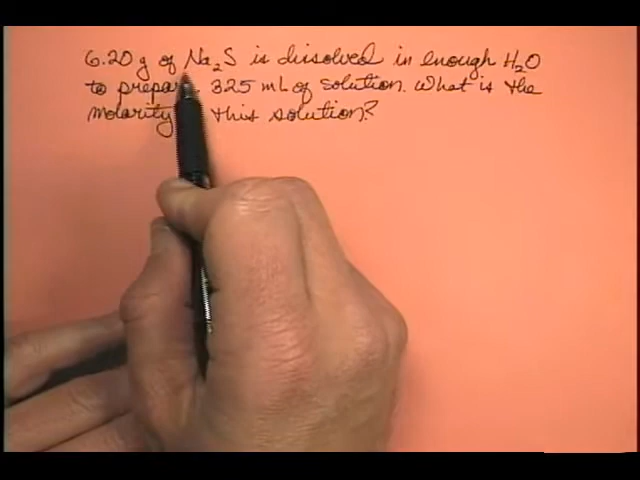 6.20 g of Na₂S is dissolved in enough H₂O
to prepare 325 mL of solution. What is the
molarity this solution?